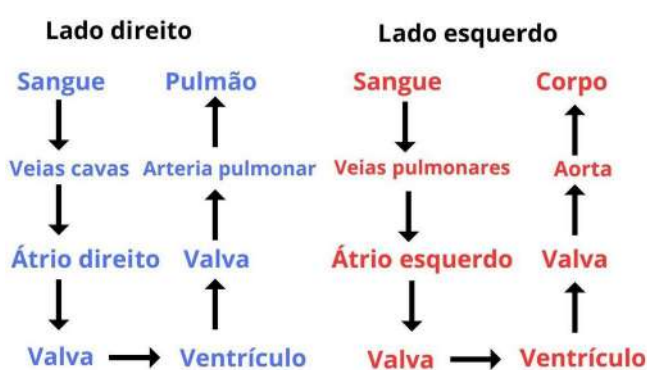 Lado direito
Sangue
Veias cavas
Átrio direito
Valva
Ventrículo
Valva
Arteria pulmonar
Pulmão
Lado esquerdo
Sangue
Veias pulmonares
Átrio esquerdo
Valva
Ventrículo
Valva
Aorta
Corpo